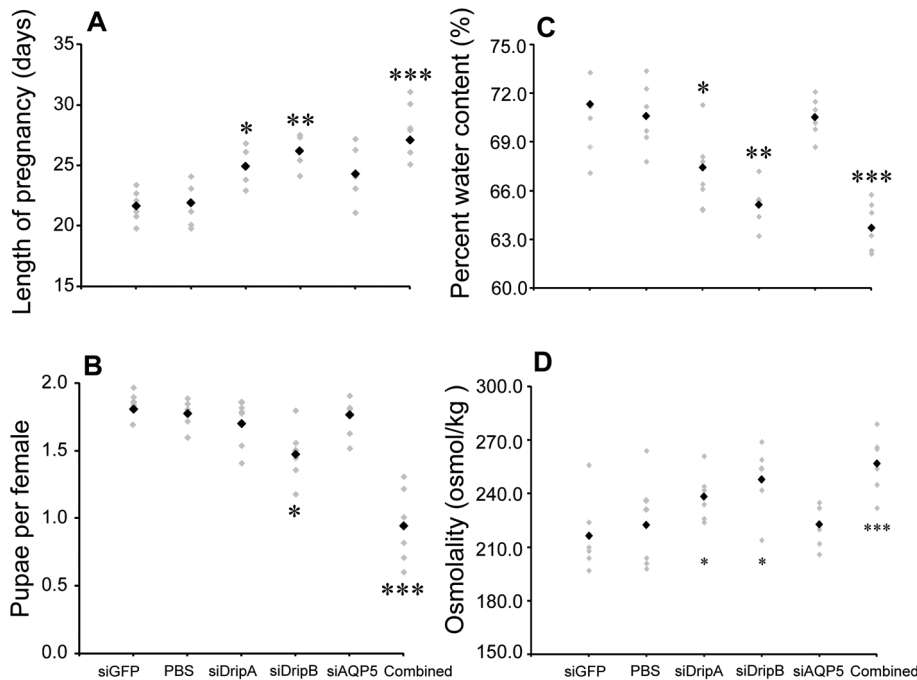 A
Length of pregnancy (days)
35
30
25
20
15
* ** ***
B
Pupae per female
2.0
1.5
1.0
0.5
0.0
*
***
siGFP PBS siDripA siDripB siAQP5 Combined
C
Percent water content (%)
75.0
72.0
69.0
66.0
63.0
60.0
*
**
***
D
Osmolality (osmol/kg)
300.0
270.0
240.0
210.0
180.0
150.0
* * ***
siGFP PBS siDripA siDripB siAQP5 Combined